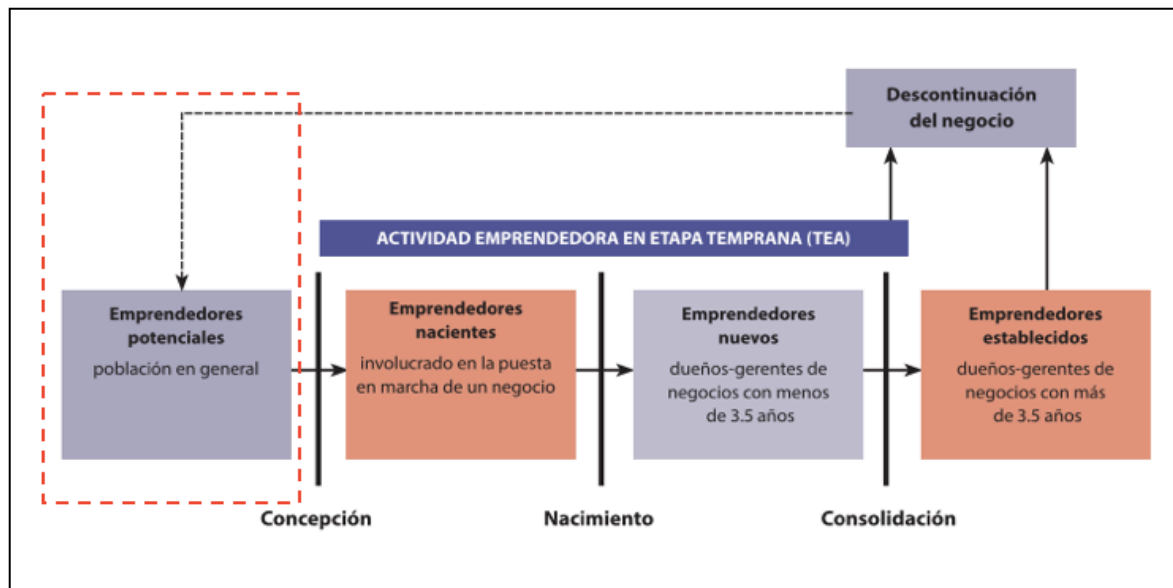 Descontinuación
del negocio
ACTIVIDAD EMPRENDEDORA EN ETAPA TEMPRANA (TEA)
Emprendedores
potenciales
población en general
Emprendedores
nacientes
involucrado en la puesta
en marcha de un negocio
Emprendedores
nuevos
dueños-gerentes de
negocios con menos
de 3.5 años
Emprendedores
establecidos
dueños-gerentes de
negocios con más
de 3.5 años
Concepción
Nacimiento
Consolidación